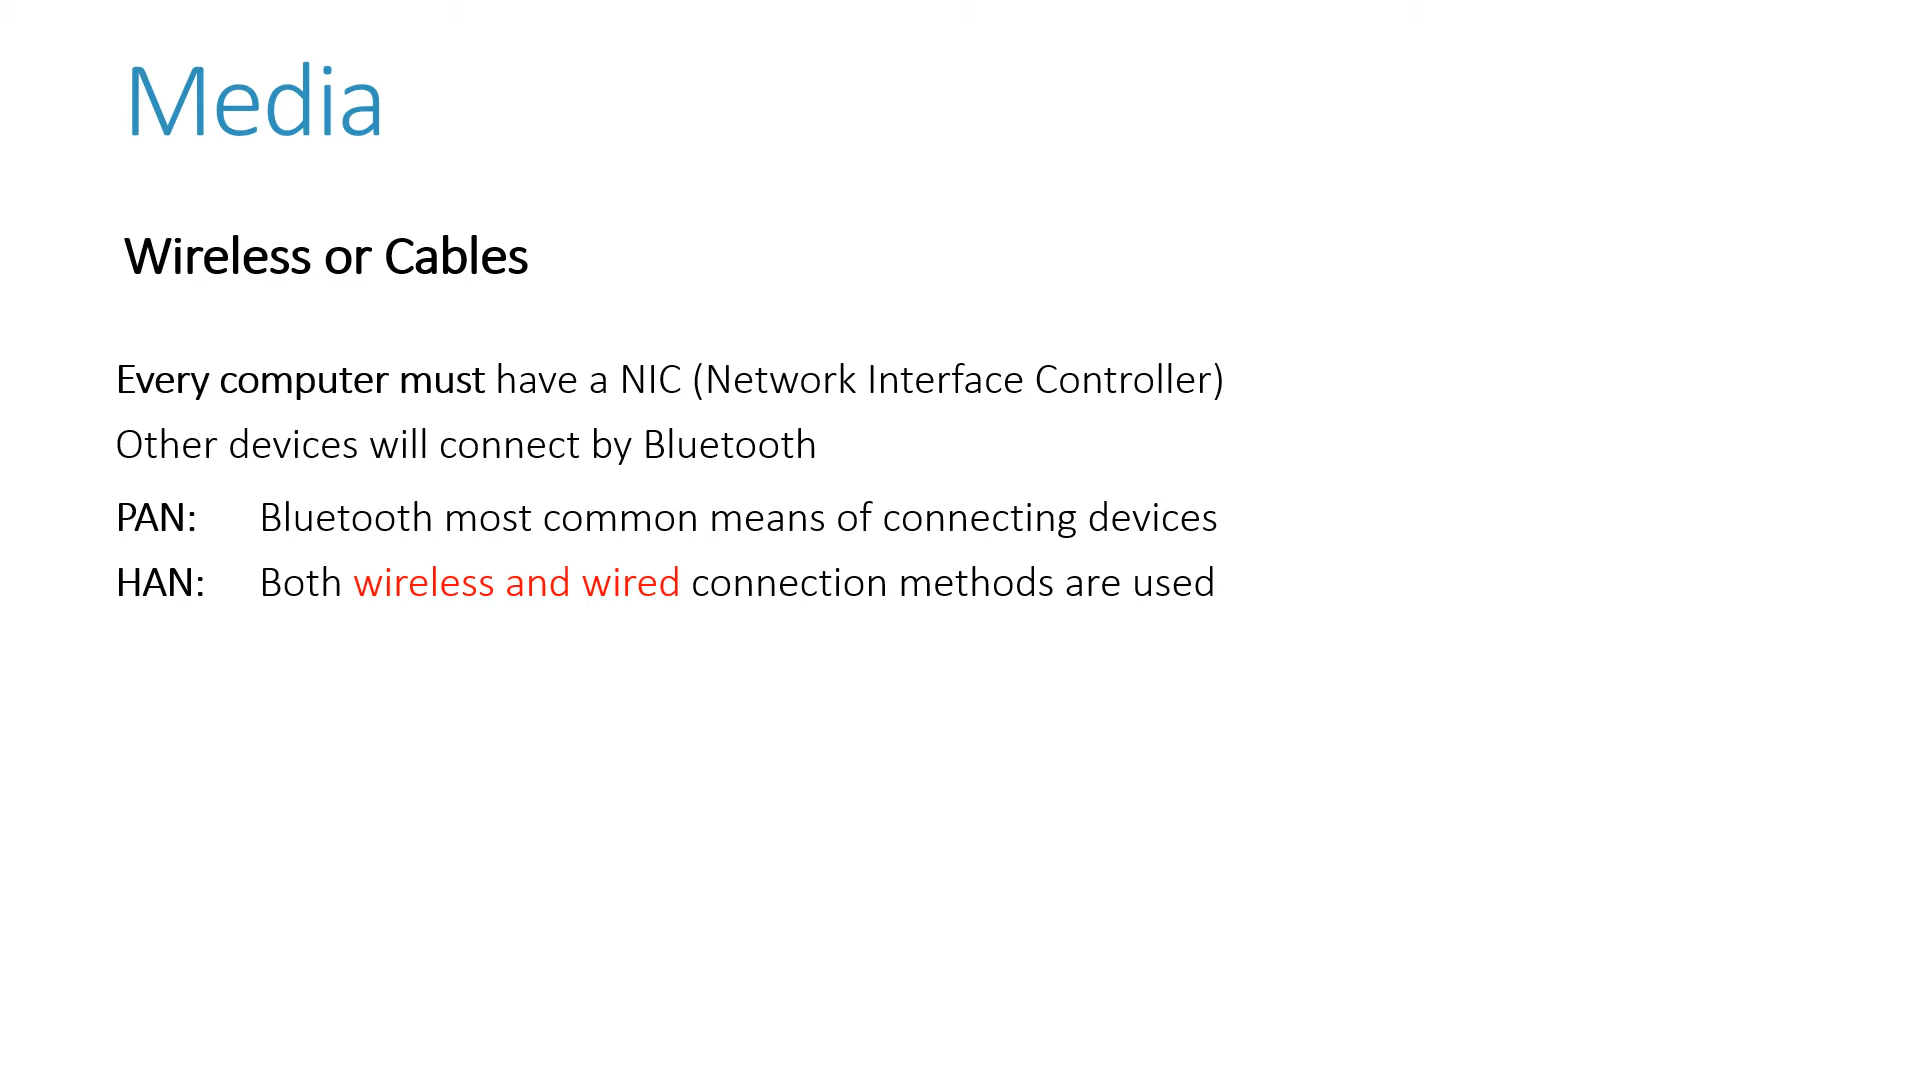 Media
Wireless or Cables
Every computer must have a NIC (Network Interface Controller)
Other devices will connect by Bluetooth
PAN: Bluetooth most common means of connecting devices
HAN: Both wireless and wired connection methods are used